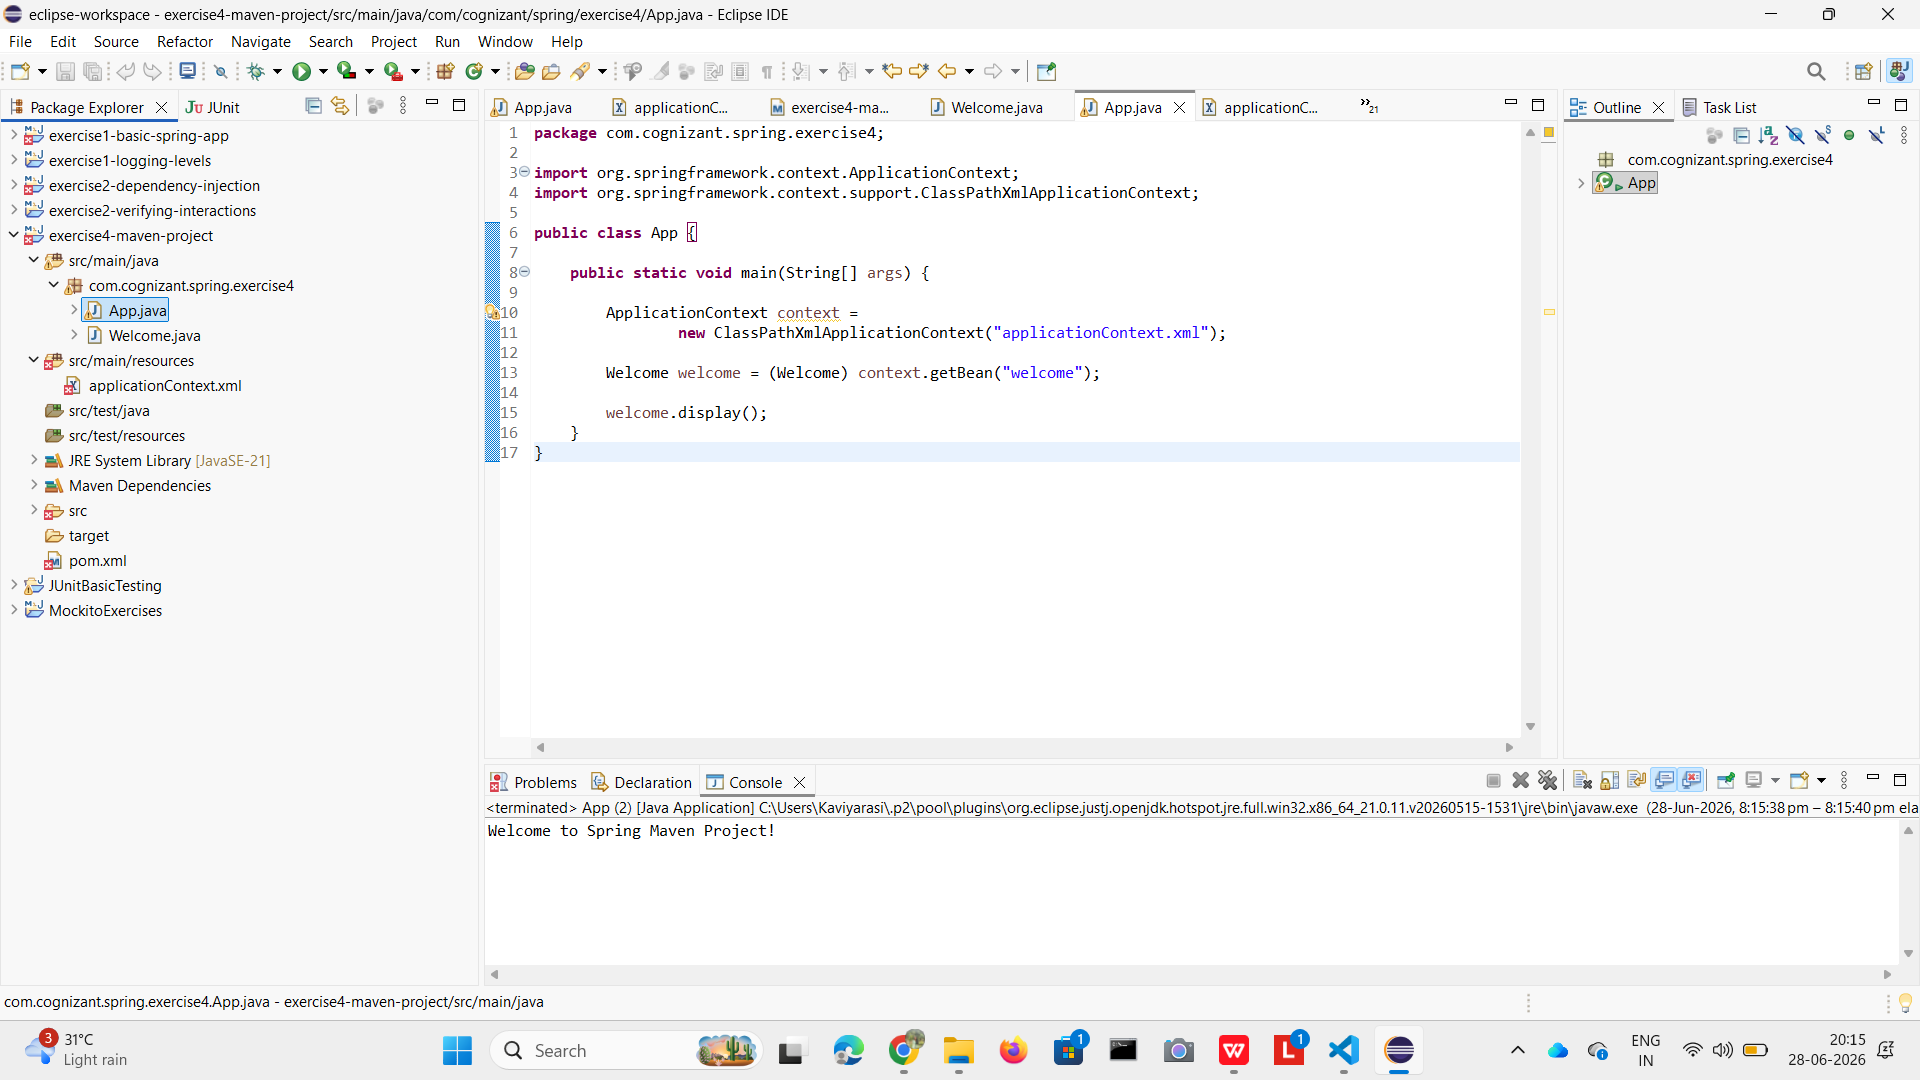 eclipse-workspace - exercise4-maven-project/src/main/java/com/cognizant/spring/exercise4/App.java - Eclipse IDE
File Edit Source Refactor Navigate Search Project Run Window Help
Package Explorer
JUnit
exercise1-basic-spring-app
exercise1-logging-levels
exercise2-dependency-injection
exercise2-verifying-interactions
exercise4-maven-project
src/main/java
com.cognizant.spring.exercise4
App.java
Welcome.java
src/main/resources
applicationContext.xml
src/test/java
src/test/resources
JRE System Library [JavaSE-21]
Maven Dependencies
src
target
pom.xml
JUnitBasicTesting
MockitoExercises
App.java applicationC... exercise4-ma... Welcome.java App.java applicationC... »21
1 package com.cognizant.spring.exercise4;
2
3 import org.springframework.context.ApplicationContext;
4 import org.springframework.context.support.ClassPathXmlApplicationContext;
5
6 public class App {
7
8 public static void main(String[] args) {
9
10 ApplicationContext context =
11 new ClassPathXmlApplicationContext("applicationContext.xml");
12
13 Welcome welcome = (Welcome) context.getBean("welcome");
14
15 welcome.display();
16 }
17 }
Outline Task List
com.cognizant.spring.exercise4
App
Problems Declaration Console
<terminated> App (2) [Java Application] C:\Users\Kaviyarasi\.p2\pool\plugins\org.eclipse.justj.openjdk.hotspot.jre.full.win32.x86_64_21.0.11.v20260515-1531\jre\bin\javaw.exe (28-Jun-2026, 8:15:38 pm – 8:15:40 pm ela
Welcome to Spring Maven Project!
com.cognizant.spring.exercise4.App.java - exercise4-maven-project/src/main/java
3
31°C
Light rain
Search
1
1
ENG
IN
20:15
28-06-2026